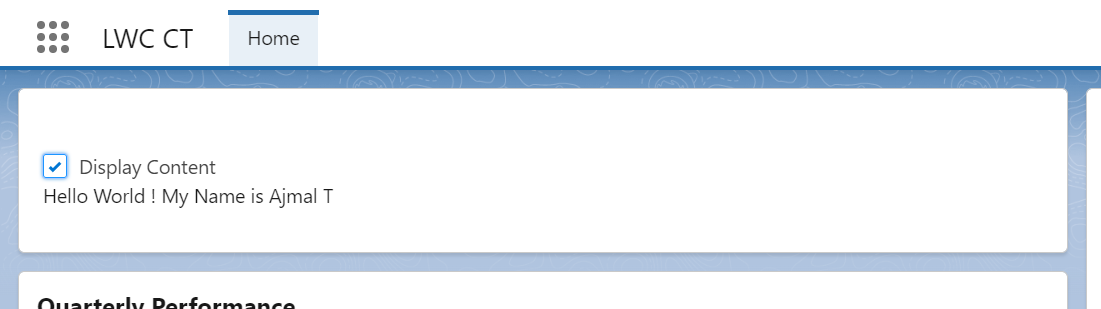 LWC CT
Home
Display Content
Hello World ! My Name is Ajmal T
Quarterly Performance